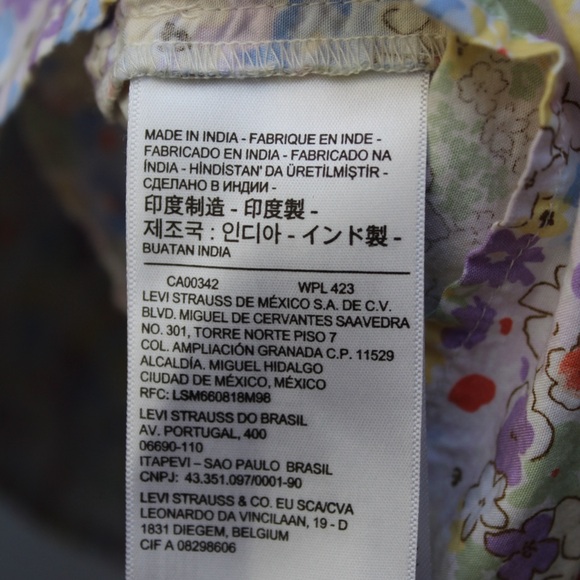 MADE IN INDIA - FABRIQUE EN INDE -
FABRICADO EN INDIA - FABRICADO NA
ÍNDIA - HİNDİSTAN' DA ÜRETİLMİŞTİR -
СДЕЛАНО В ИНДИИ -
印度制造 - 印度製 -
제조국 : 인디아 - インド製 -
BUATAN INDIA
CA00342 WPL 423
LEVI STRAUSS DE MÉXICO S.A. DE C.V.
BLVD. MIGUEL DE CERVANTES SAAVEDRA
NO. 301, TORRE NORTE PISO 7
COL. AMPLIACIÓN GRANADA C.P. 11529
ALCALDÍA. MIGUEL HIDALGO
CIUDAD DE MÉXICO, MÉXICO
RFC: LSM660818M98
LEVI STRAUSS DO BRASIL
AV. PORTUGAL, 400
06690-110
ITAPEVI – SAO PAULO BRASIL
CNPJ: 43.351.097/0001-90
LEVI STRAUSS & CO. EU SCA/CVA
LEONARDO DA VINCILAAN, 19 - D
1831 DIEGEM, BELGIUM
CIF A 08298606